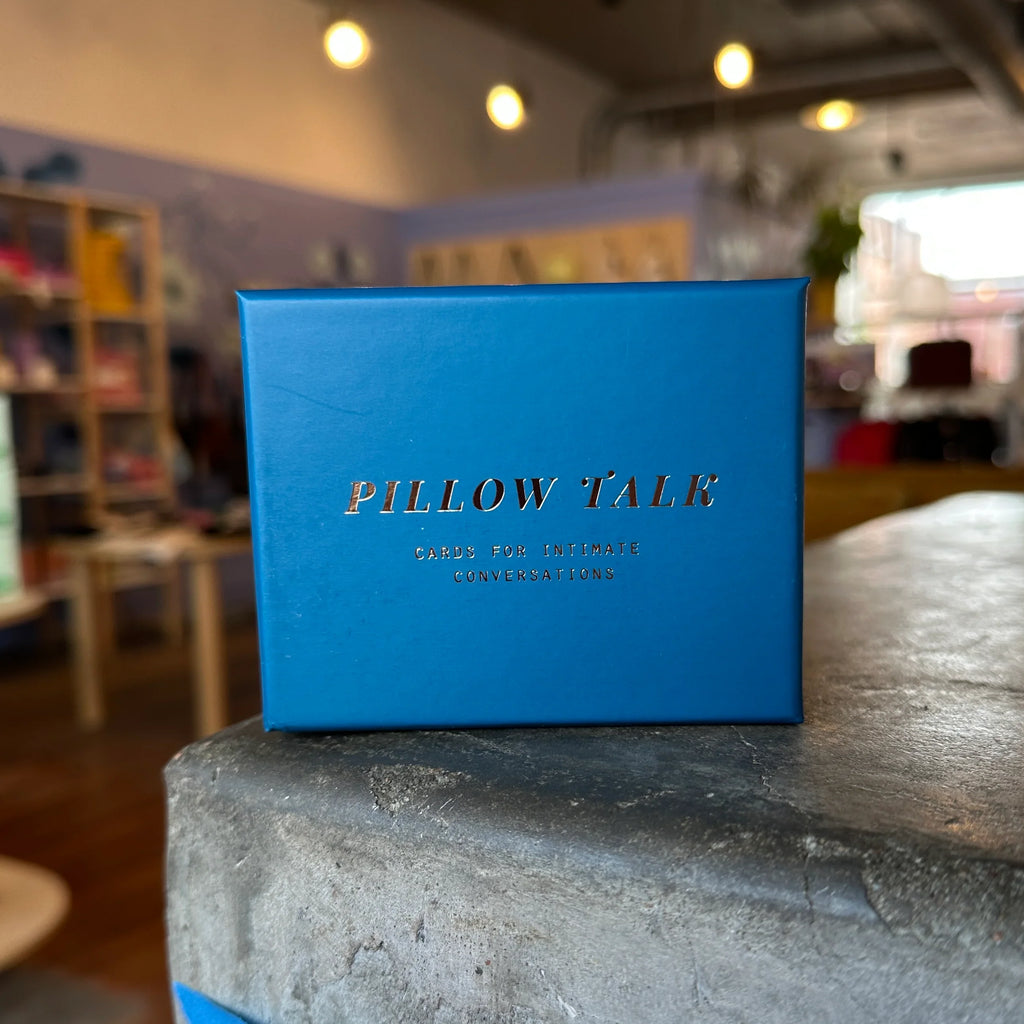 PILLOW TALK
CARDS FOR INTIMATE
CONVERSATIONS